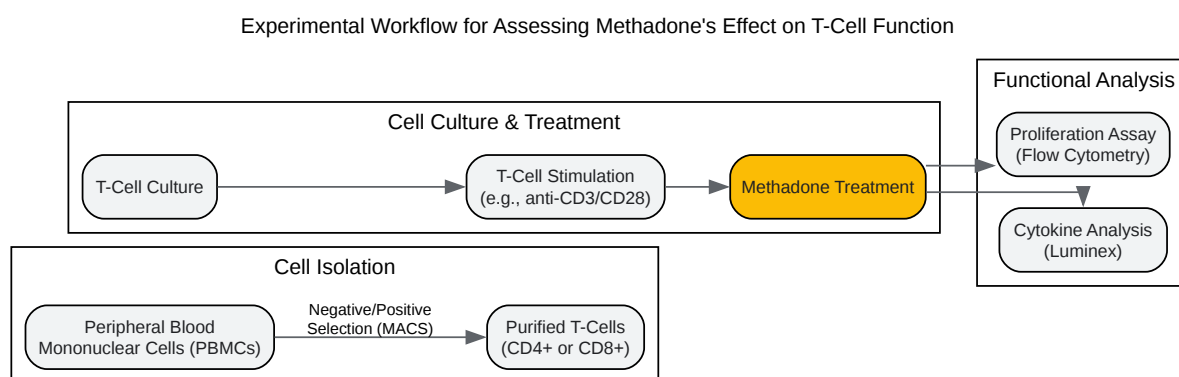 Experimental Workflow for Assessing Methadone's Effect on T-Cell Function
Functional Analysis
Cell Culture & Treatment
Proliferation Assay
(Flow Cytometry)
T-Cell Culture
T-Cell Stimulation
(e.g., anti-CD3/CD28)
Methadone Treatment
Cytokine Analysis
(Luminex)
Cell Isolation
Peripheral Blood
Mononuclear Cells (PBMCs)
Negative/Positive
Selection (MACS)
Purified T-Cells
(CD4+ or CD8+)